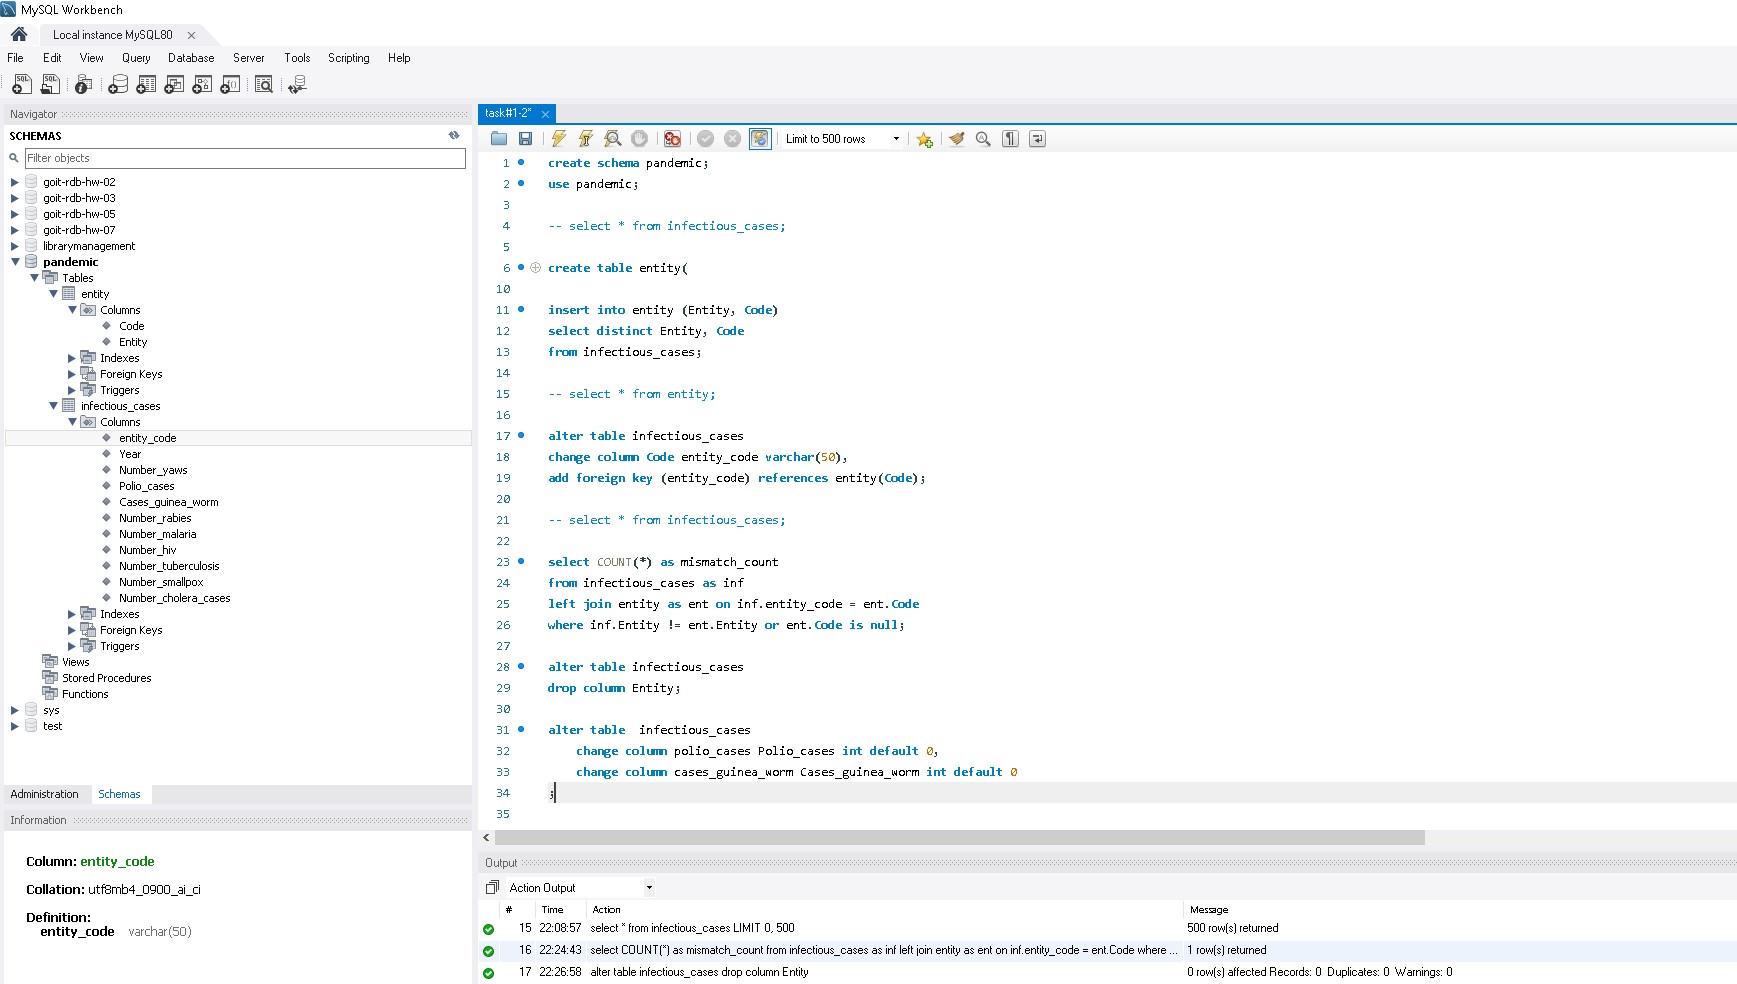 MySQL Workbench
Local instance MySQL80
File Edit View Query Database Server Tools Scripting Help
Navigator
SCHEMAS
Filter objects
goit-rdb-hw-02
goit-rdb-hw-03
goit-rdb-hw-05
goit-rdb-hw-07
librarymanagement
pandemic
Tables
entity
Columns
Code
Entity
Indexes
Foreign Keys
Triggers
infectious_cases
Columns
entity_code
Year
Number_yaws
Polio_cases
Cases_guinea_worm
Number_rabies
Number_malaria
Number_hiv
Number_tuberculosis
Number_smallpox
Number_cholera_cases
Indexes
Foreign Keys
Triggers
Views
Stored Procedures
Functions
sys
test
Administration Schemas
Information
Column: entity_code
Collation: utf8mb4_0900_ai_ci
Definition:
entity_code varchar(50)
task#1-2*
Limit to 500 rows
1 create schema pandemic;
2 use pandemic;
3
4 -- select * from infectious_cases;
5
6 create table entity(
10
11 insert into entity (Entity, Code)
12 select distinct Entity, Code
13 from infectious_cases;
14
15 -- select * from entity;
16
17 alter table infectious_cases
18 change column Code entity_code varchar(50),
19 add foreign key (entity_code) references entity(Code);
20
21 -- select * from infectious_cases;
22
23 select COUNT(*) as mismatch_count
24 from infectious_cases as inf
25 left join entity as ent on inf.entity_code = ent.Code
26 where inf.Entity != ent.Entity or ent.Code is null;
27
28 alter table infectious_cases
29 drop column Entity;
30
31 alter table  infectious_cases
32 change column polio_cases Polio_cases int default 0,
33 change column cases_guinea_worm Cases_guinea_worm int default 0
34 ;
35
Output
Action Output
# Time Action Message
15 22:08:57 select * from infectious_cases LIMIT 0, 500 500 row(s) returned
16 22:24:43 select COUNT(*) as mismatch_count from infectious_cases as inf left join entity as ent on inf.entity_code = ent.Code where ... 1 row(s) returned
17 22:26:58 alter table infectious_cases drop column Entity 0 row(s) affected Records: 0  Duplicates: 0  Warnings: 0